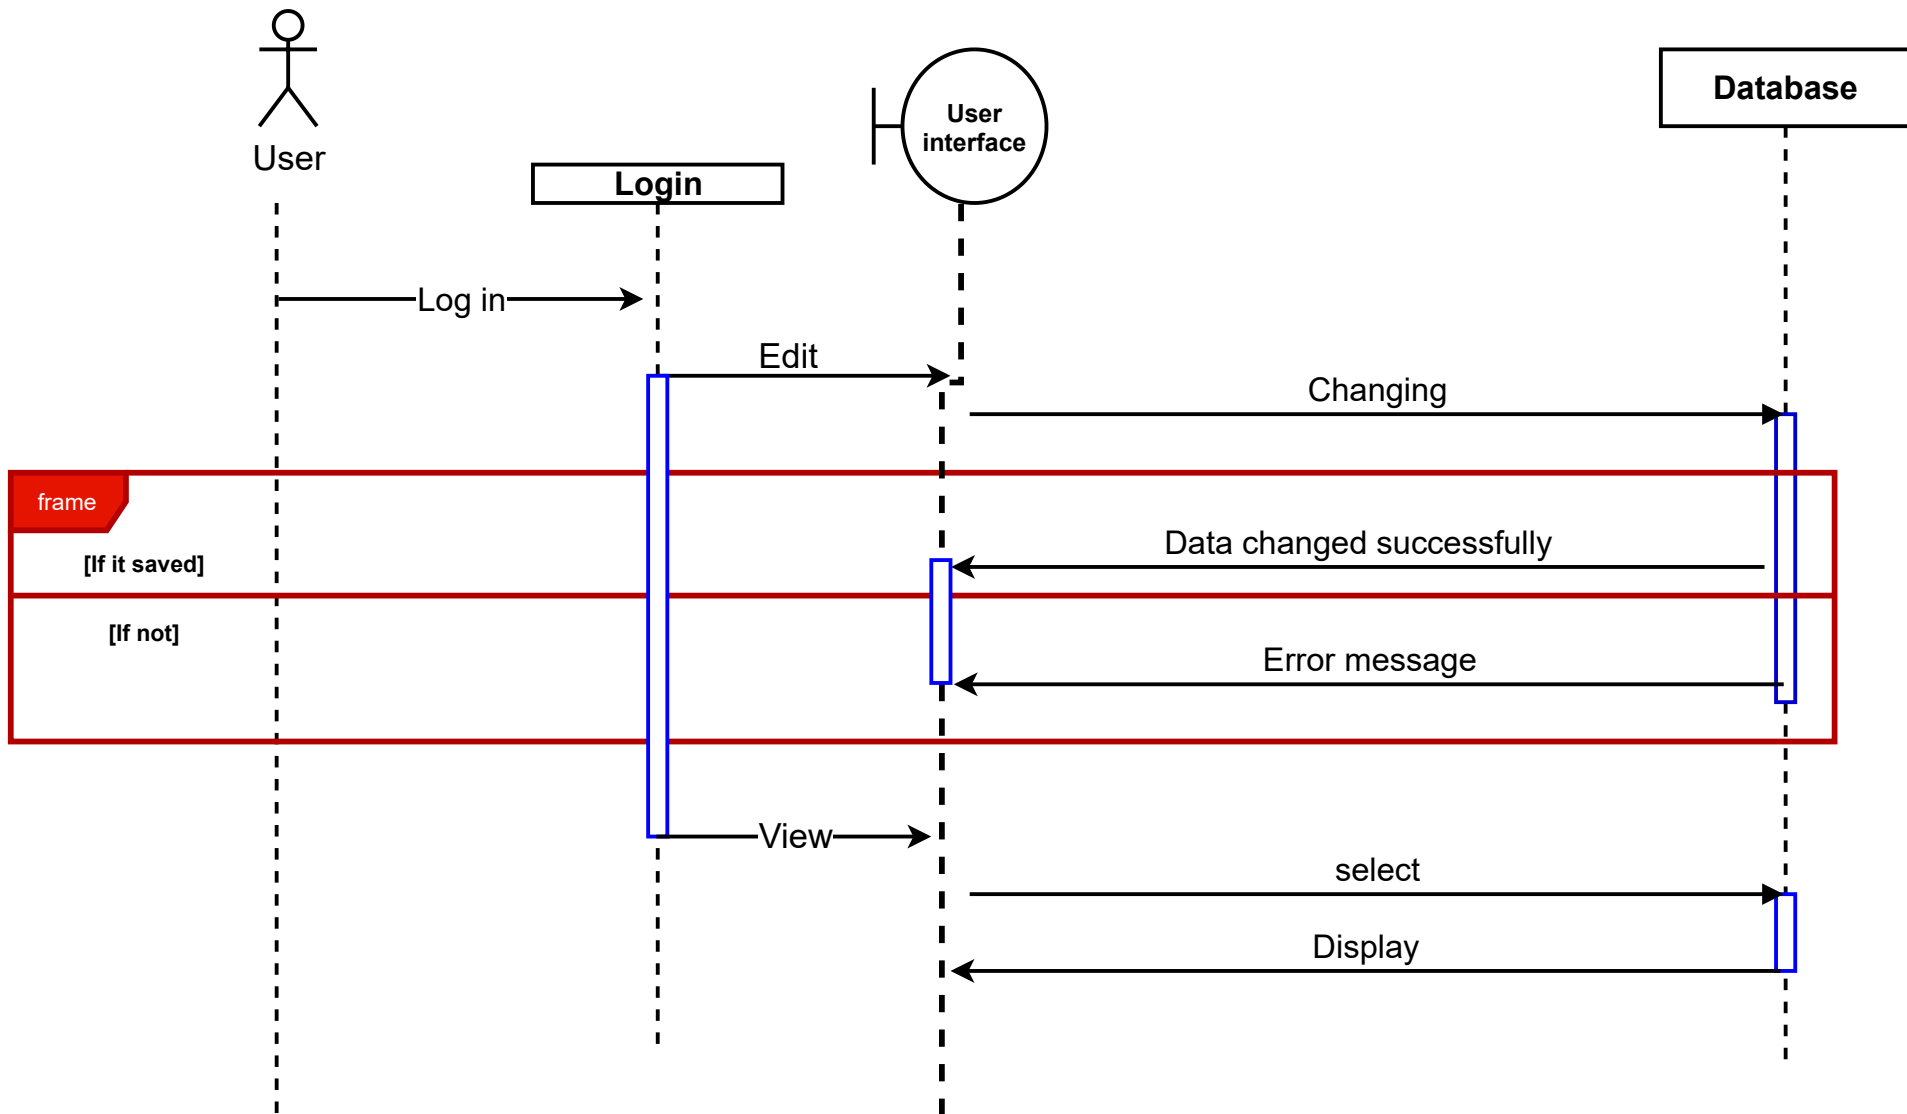 User
interface
Database
User
Login
Log in
Edit
Changing
frame
Data changed successfully
[If it saved]
[If not]
Error message
View
select
Display